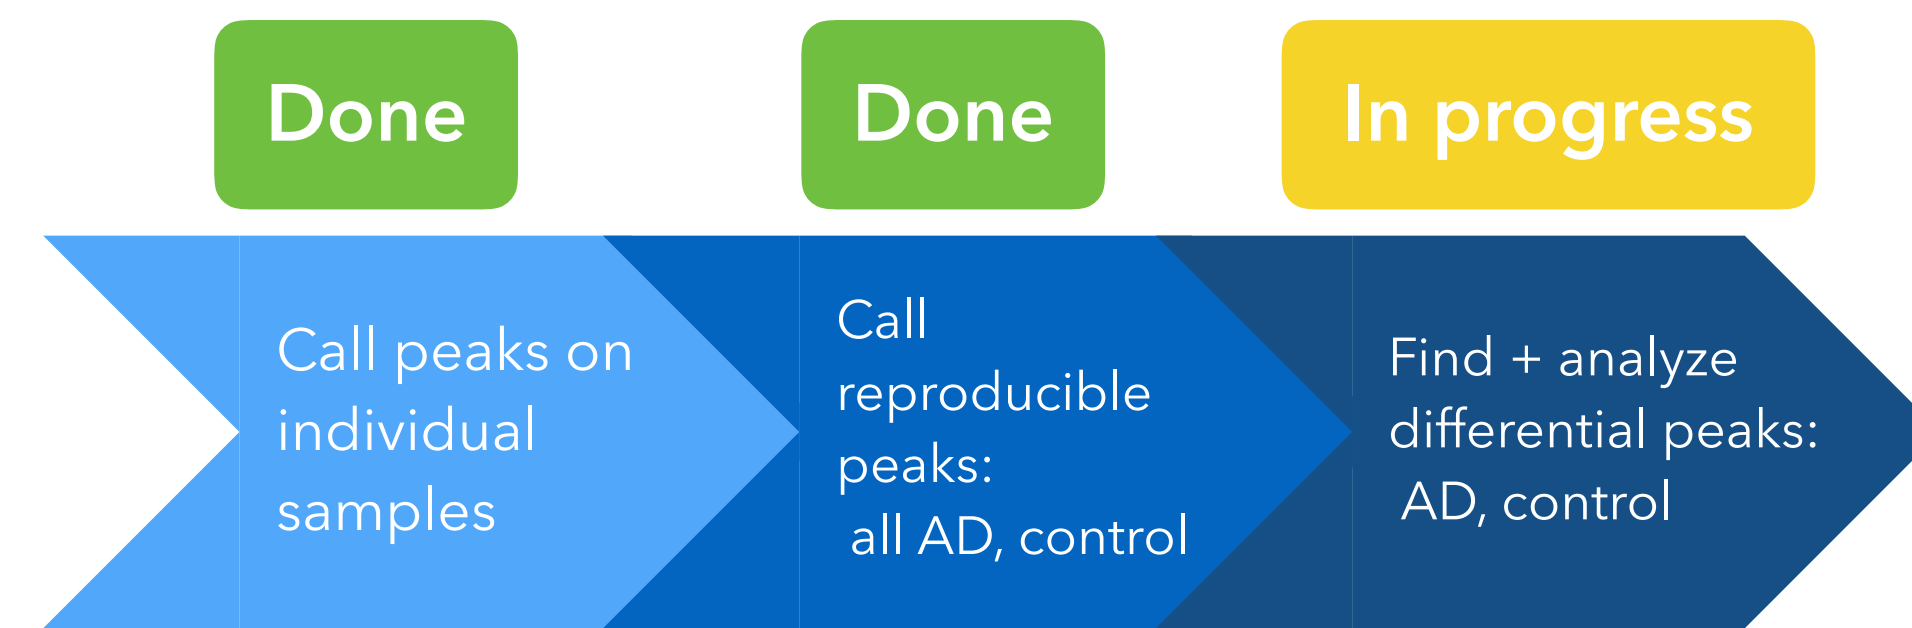 Done
Done
In progress
Call peaks on
individual
samples
Call
reproducible
peaks:
all AD, control
Find + analyze
differential peaks:
AD, control